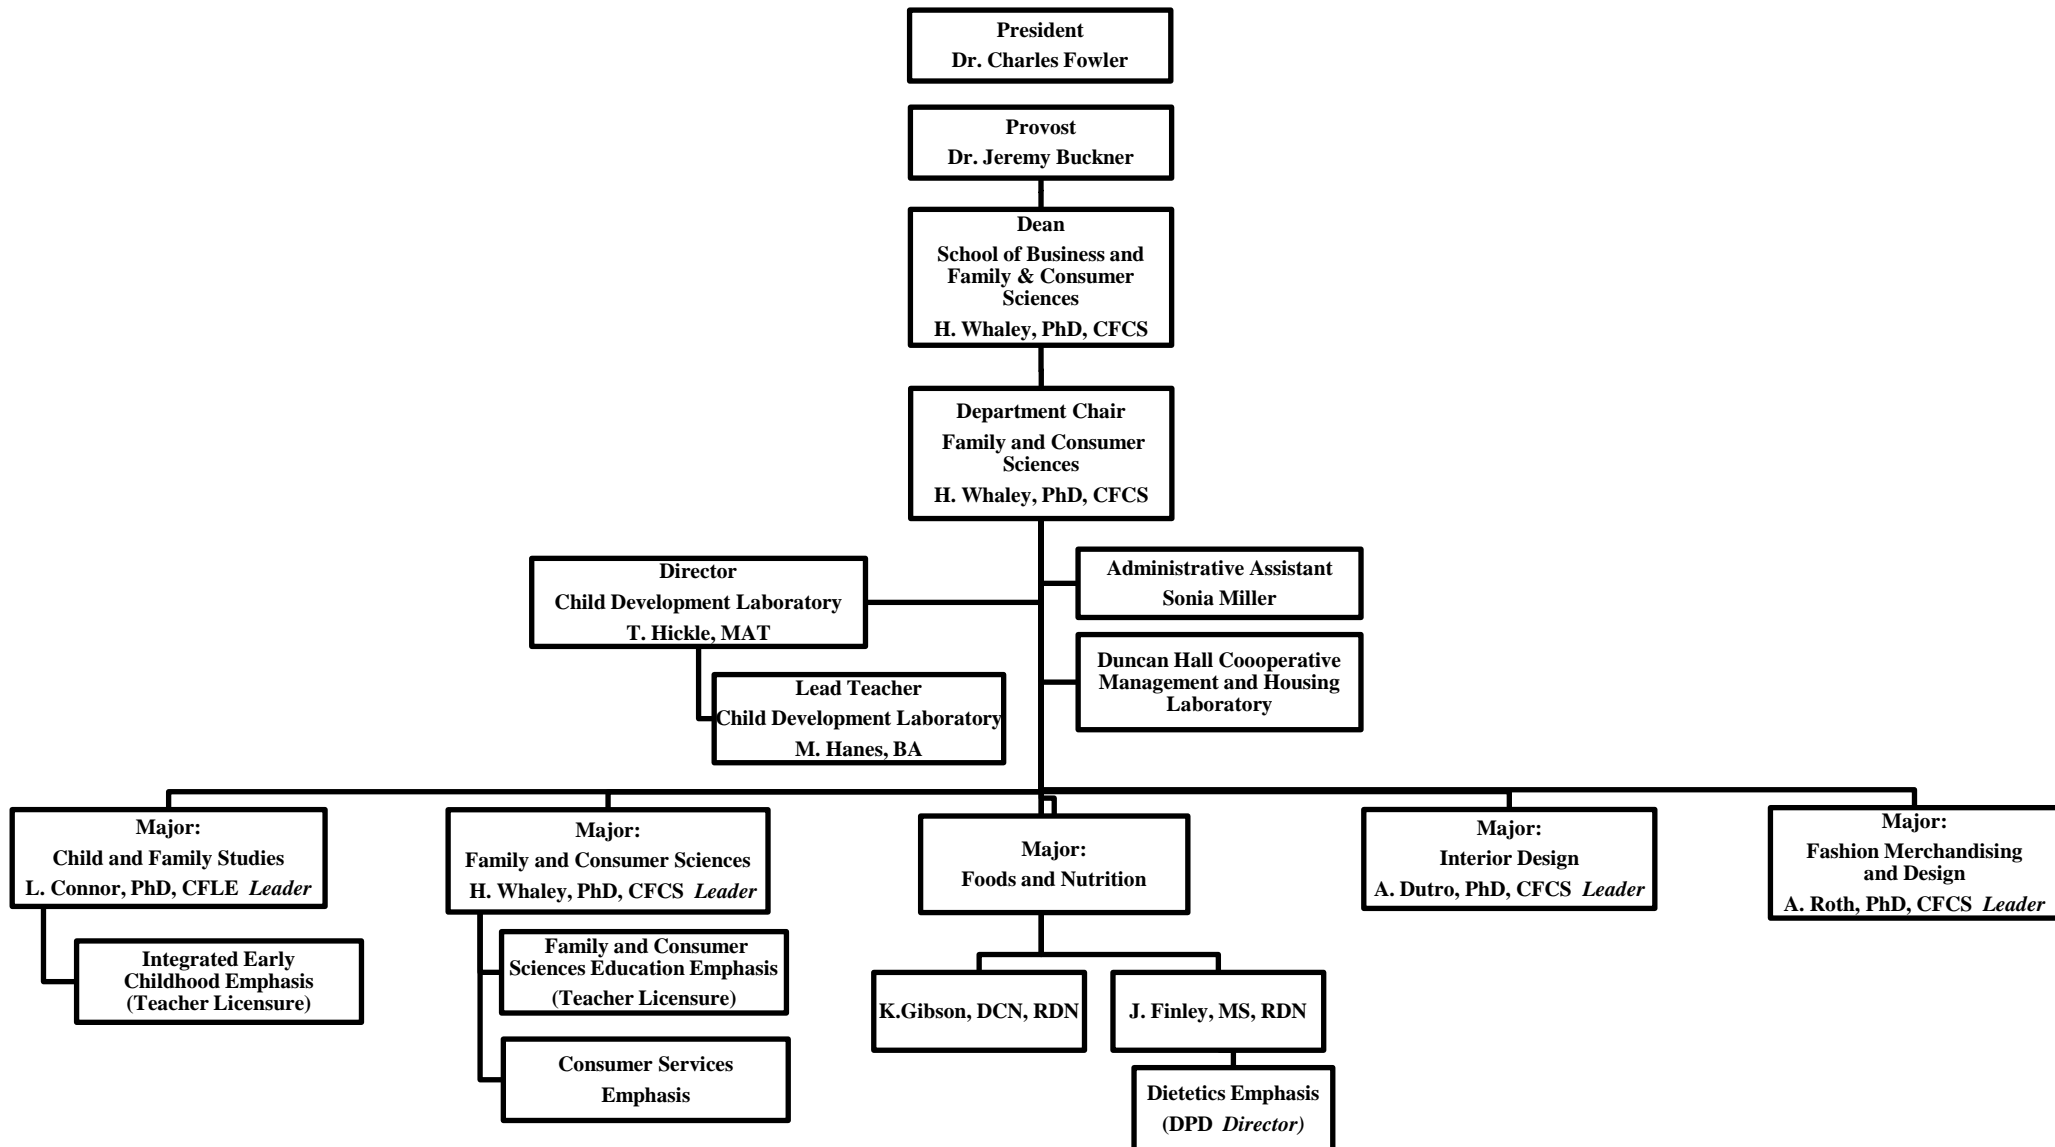 President
Dr. Charles Fowler
Provost
Dr. Jeremy Buckner
Dean
School of Business and
Family & Consumer
Sciences
H. Whaley, PhD, CFCS
Department Chair
Family and Consumer
Sciences
H. Whaley, PhD, CFCS
Director
Child Development Laboratory
T. Hickle, MAT
Administrative Assistant
Sonia Miller
Lead Teacher
Child Development Laboratory
M. Hanes, BA
Duncan Hall Coooperative
Management and Housing
Laboratory
Major:
Child and Family Studies
L. Connor, PhD, CFLE Leader
Integrated Early
Childhood Emphasis
(Teacher Licensure)
Major:
Family and Consumer Sciences
H. Whaley, PhD, CFCS Leader
Family and Consumer
Sciences Education Emphasis
(Teacher Licensure)
Consumer Services
Emphasis
Major:
Foods and Nutrition
K.Gibson, DCN, RDN
J. Finley, MS, RDN
Dietetics Emphasis
(DPD Director)
Major:
Interior Design
A. Dutro, PhD, CFCS Leader
Major:
Fashion Merchandising
and Design
A. Roth, PhD, CFCS Leader